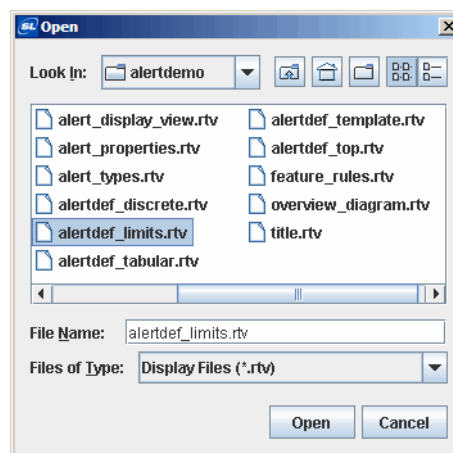 SL Open
Look In: alertdemo
alert_display_view.rtv alertdef_template.rtv
alert_properties.rtv alertdef_top.rtv
alert_types.rtv feature_rules.rtv
alertdef_discrete.rtv overview_diagram.rtv
alertdef_limits.rtv title.rtv
alertdef_tabular.rtv
File Name: alertdef_limits.rtv
Files of Type: Display Files (*.rtv)
Open Cancel